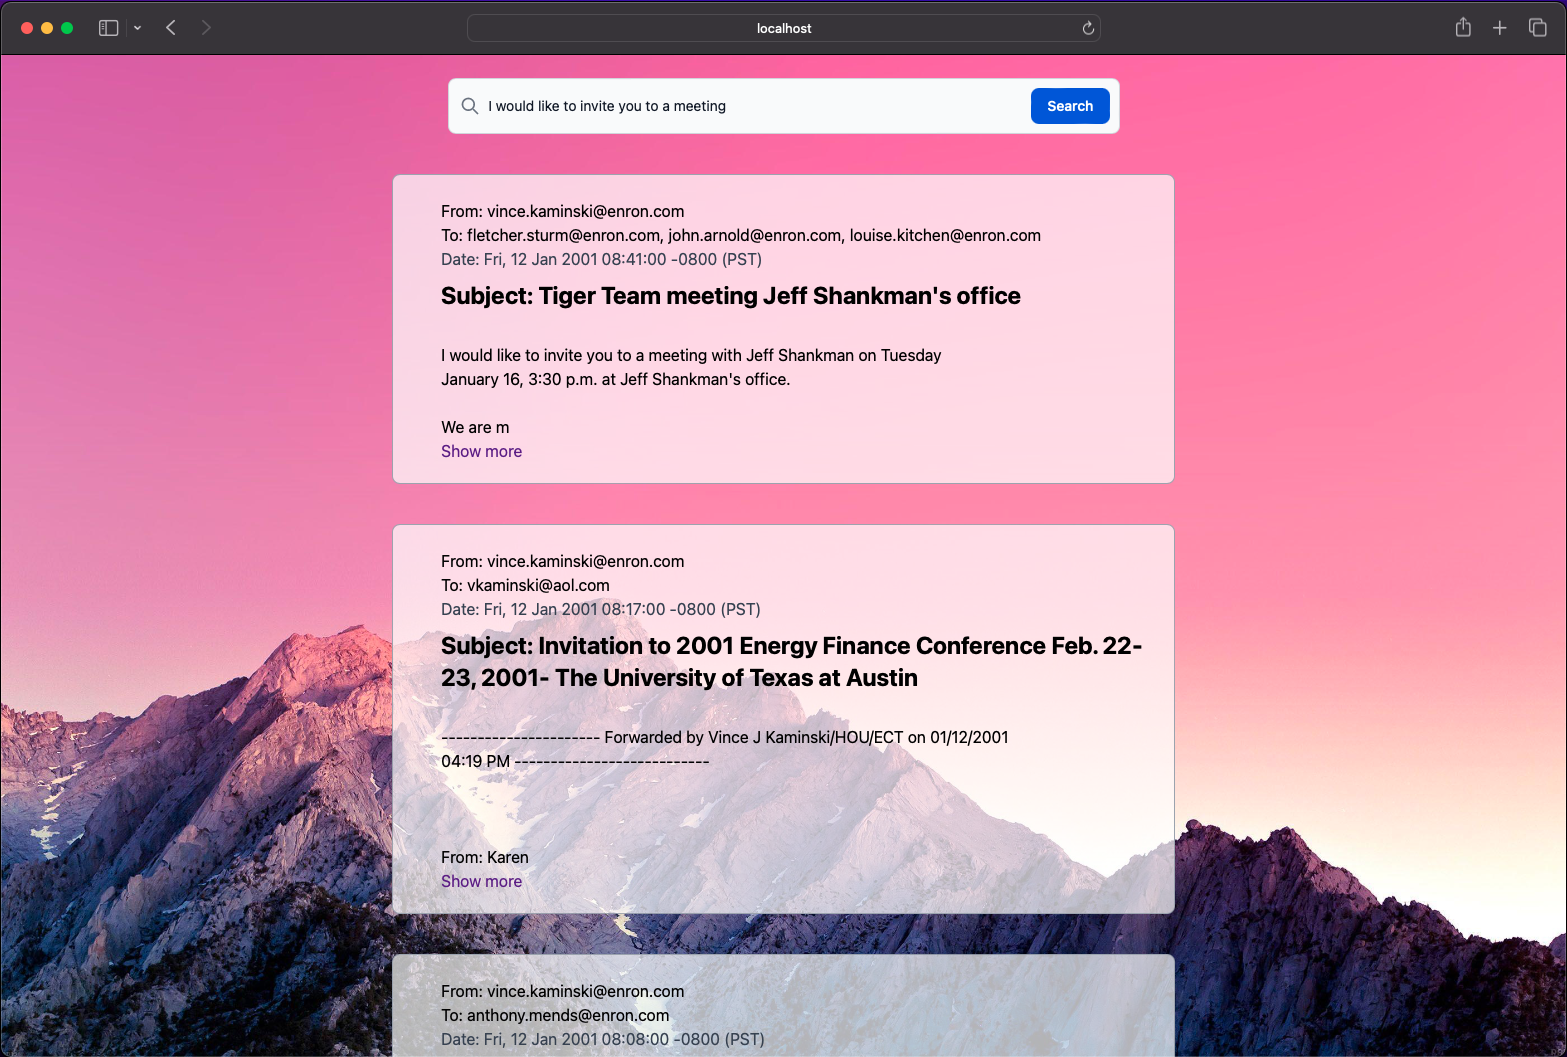 localhost
I would like to invite you to a meeting
Search
From: vince.kaminski@enron.com
To: fletcher.sturm@enron.com, john.arnold@enron.com, louise.kitchen@enron.com
Date: Fri, 12 Jan 2001 08:41:00 -0800 (PST)
Subject: Tiger Team meeting Jeff Shankman's office
I would like to invite you to a meeting with Jeff Shankman on Tuesday
January 16, 3:30 p.m. at Jeff Shankman's office.
We are m
Show more
From: vince.kaminski@enron.com
To: vkaminski@aol.com
Date: Fri, 12 Jan 2001 08:17:00 -0800 (PST)
Subject: Invitation to 2001 Energy Finance Conference Feb. 22-
23, 2001- The University of Texas at Austin
---------------------- Forwarded by Vince J Kaminski/HOU/ECT on 01/12/2001
04:19 PM ---------------------------
From: Karen
Show more
From: vince.kaminski@enron.com
To: anthony.mends@enron.com
Date: Fri, 12 Jan 2001 08:08:00 -0800 (PST)